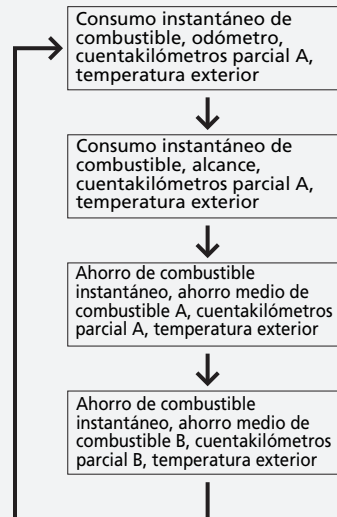 Consumo instantáneo de
combustible, odómetro,
cuentakilómetros parcial A,
temperatura exterior
Consumo instantáneo de
combustible, alcance,
cuentakilómetros parcial A,
temperatura exterior
Ahorro de combustible
instantáneo, ahorro medio de
combustible A, cuentakilómetros
parcial A, temperatura exterior
Ahorro de combustible
instantáneo, ahorro medio de
combustible B, cuentakilómetros
parcial B, temperatura exterior